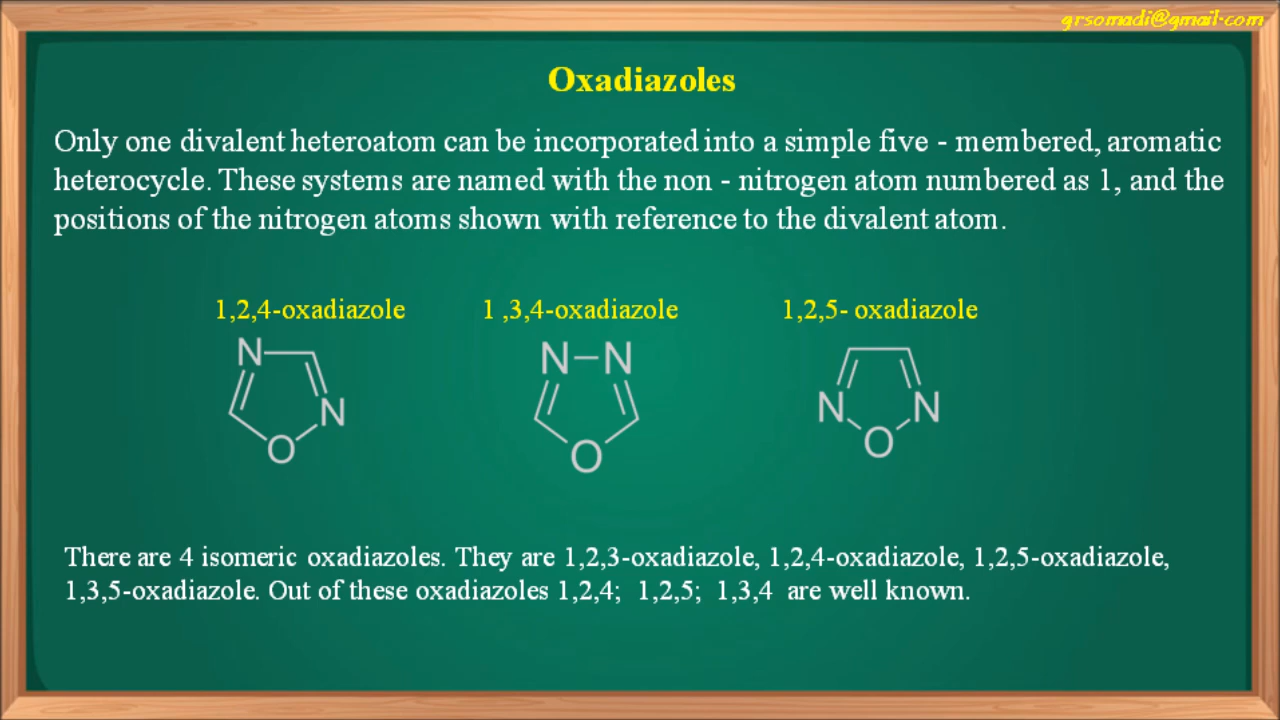 grsomadi@gmail.com
Oxadiazoles
Only one divalent heteroatom can be incorporated into a simple five - membered, aromatic
heterocycle. These systems are named with the non - nitrogen atom numbered as 1, and the
positions of the nitrogen atoms shown with reference to the divalent atom.
1,2,4-oxadiazole 1 ,3,4-oxadiazole 1,2,5- oxadiazole
N N N
N N N
O O O
There are 4 isomeric oxadiazoles. They are 1,2,3-oxadiazole, 1,2,4-oxadiazole, 1,2,5-oxadiazole,
1,3,5-oxadiazole. Out of these oxadiazoles 1,2,4; 1,2,5; 1,3,4 are well known.